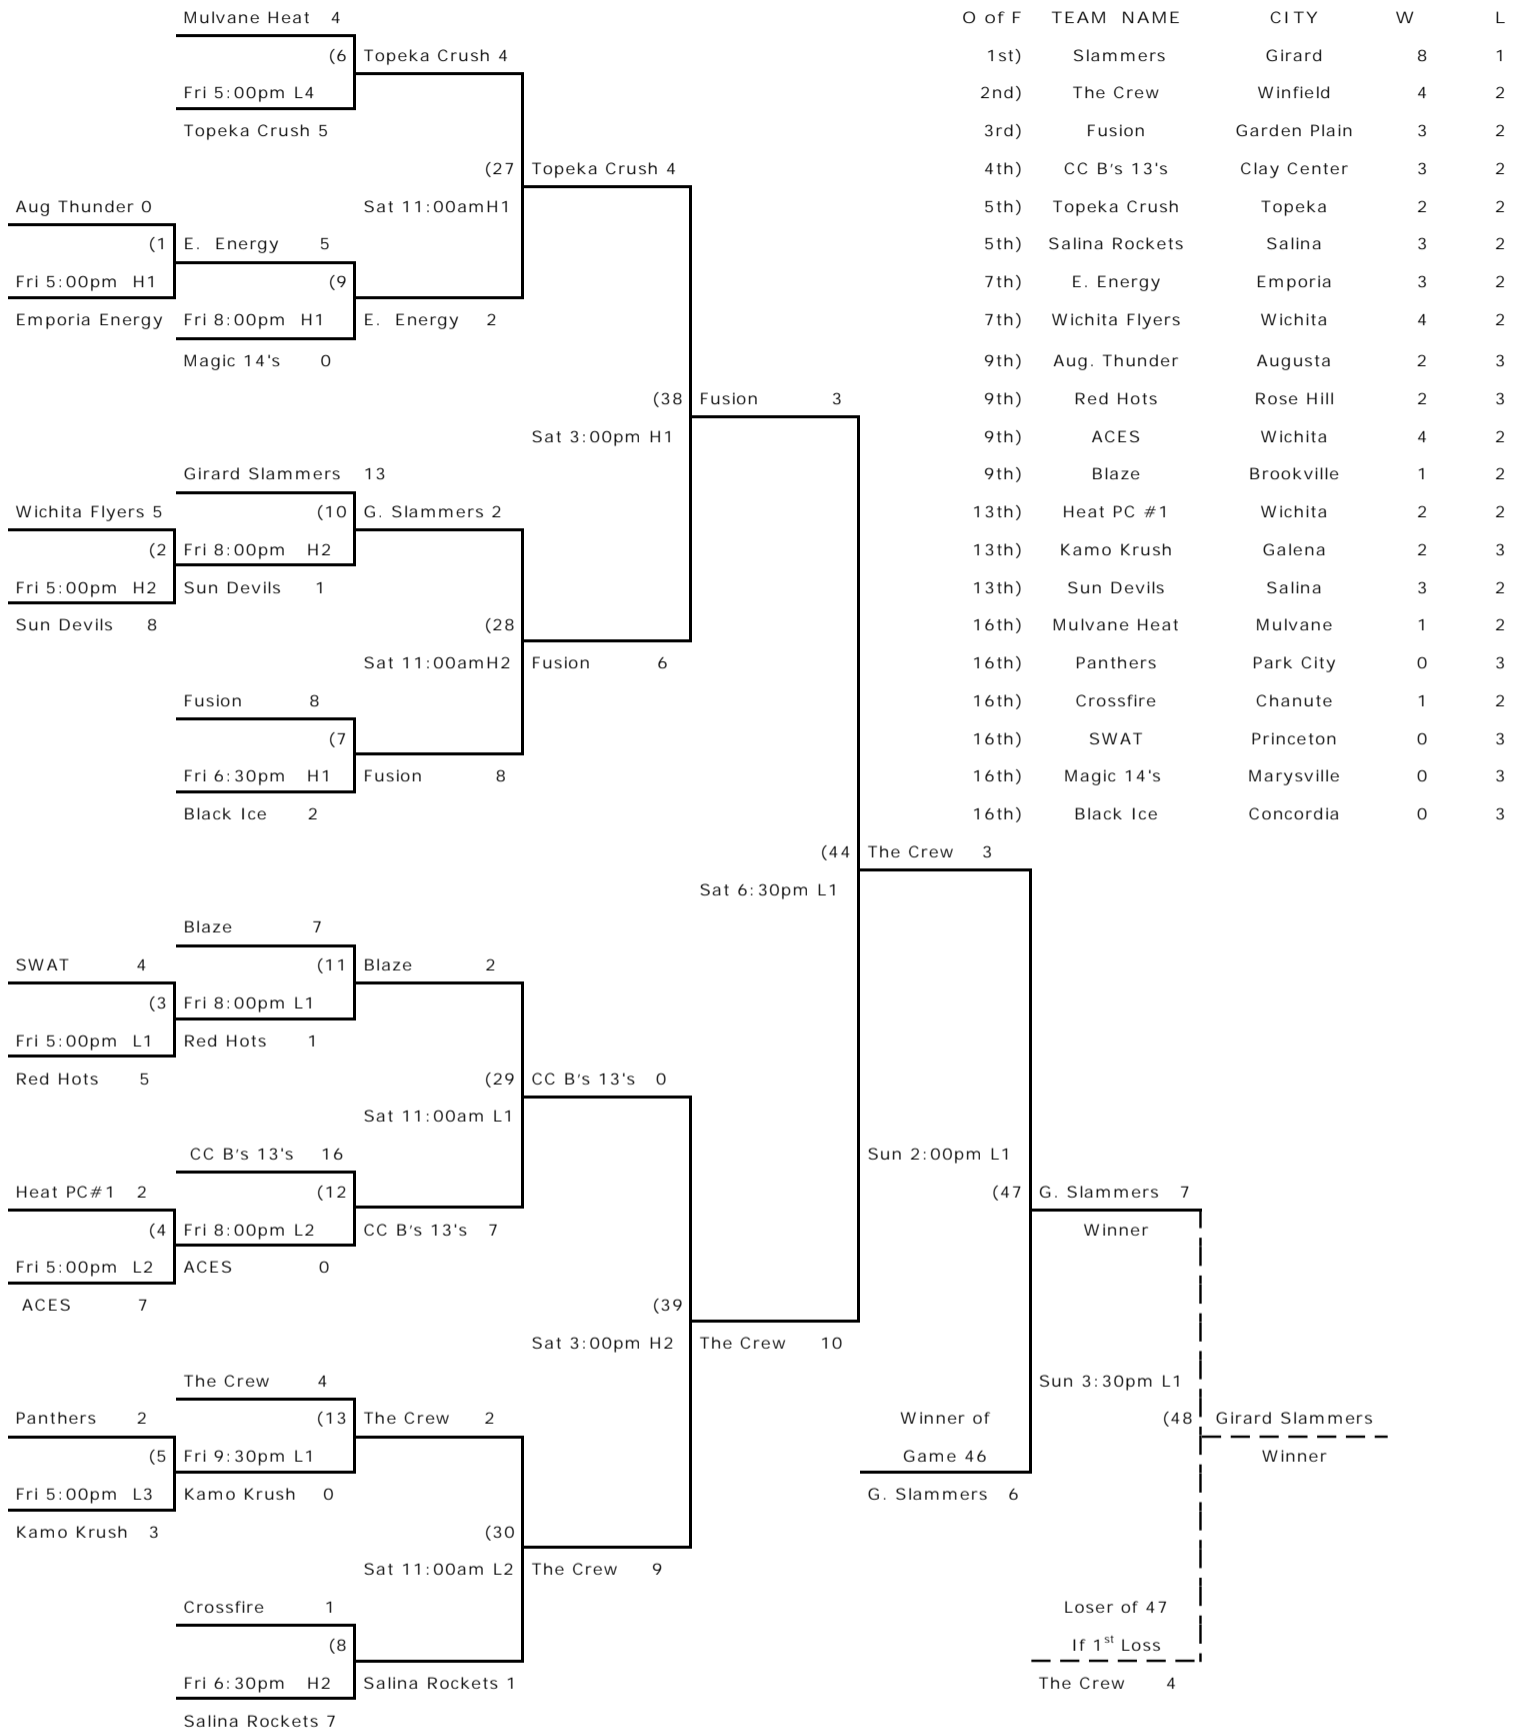 Mulvane Heat 4
(6
Topeka Crush 4
Fri 5:00pm L4
Topeka Crush 5
(27
Topeka Crush 4
Sat 11:00amH1
Aug Thunder 0
(1
E. Energy 5
Fri 5:00pm H1
(9
Emporia Energy
Fri 8:00pm H1
E. Energy 2
Magic 14's 0
(38
Fusion 3
Sat 3:00pm H1
Girard Slammers 13
Wichita Flyers 5
(10
G. Slammers 2
(2
Fri 8:00pm H2
Fri 5:00pm H2
Sun Devils 1
Sun Devils 8
(28
Sat 11:00amH2
Fusion 6
Fusion 8
(7
Fri 6:30pm H1
Fusion 8
Black Ice 2
(44
The Crew 3
Sat 6:30pm L1
Blaze 7
SWAT 4
(11
Blaze 2
(3
Fri 8:00pm L1
Fri 5:00pm L1
Red Hots 1
Red Hots 5
(29
CC B's 13's 0
Sat 11:00am L1
CC B's 13's 16
Sun 2:00pm L1
Heat PC#1 2
(12
(47
G. Slammers 7
(4
Fri 8:00pm L2
CC B's 13's 7
Winner
Fri 5:00pm L2
ACES 0
ACES 7
(39
Sat 3:00pm H2
The Crew 10
The Crew 4
Sun 3:30pm L1
Panthers 2
(13
The Crew 2
Winner of
(48
Girard Slammers
(5
Fri 9:30pm L1
Game 46
Winner
Fri 5:00pm L3
Kamo Krush 0
G. Slammers 6
Kamo Krush 3
(30
Sat 11:00am L2
The Crew 9
Crossfire 1
Loser of 47
(8
If 1st Loss
Fri 6:30pm H2
Salina Rockets 1
The Crew 4
Salina Rockets 7
O of F TEAM NAME CITY W L
1st) Slammers Girard 8 1
2nd) The Crew Winfield 4 2
3rd) Fusion Garden Plain 3 2
4th) CC B's 13's Clay Center 3 2
5th) Topeka Crush Topeka 2 2
5th) Salina Rockets Salina 3 2
7th) E. Energy Emporia 3 2
7th) Wichita Flyers Wichita 4 2
9th) Aug. Thunder Augusta 2 3
9th) Red Hots Rose Hill 2 3
9th) ACES Wichita 4 2
9th) Blaze Brookville 1 2
13th) Heat PC #1 Wichita 2 2
13th) Kamo Krush Galena 2 3
13th) Sun Devils Salina 3 2
16th) Mulvane Heat Mulvane 1 2
16th) Panthers Park City 0 3
16th) Crossfire Chanute 1 2
16th) SWAT Princeton 0 3
16th) Magic 14's Marysville 0 3
16th) Black Ice Concordia 0 3